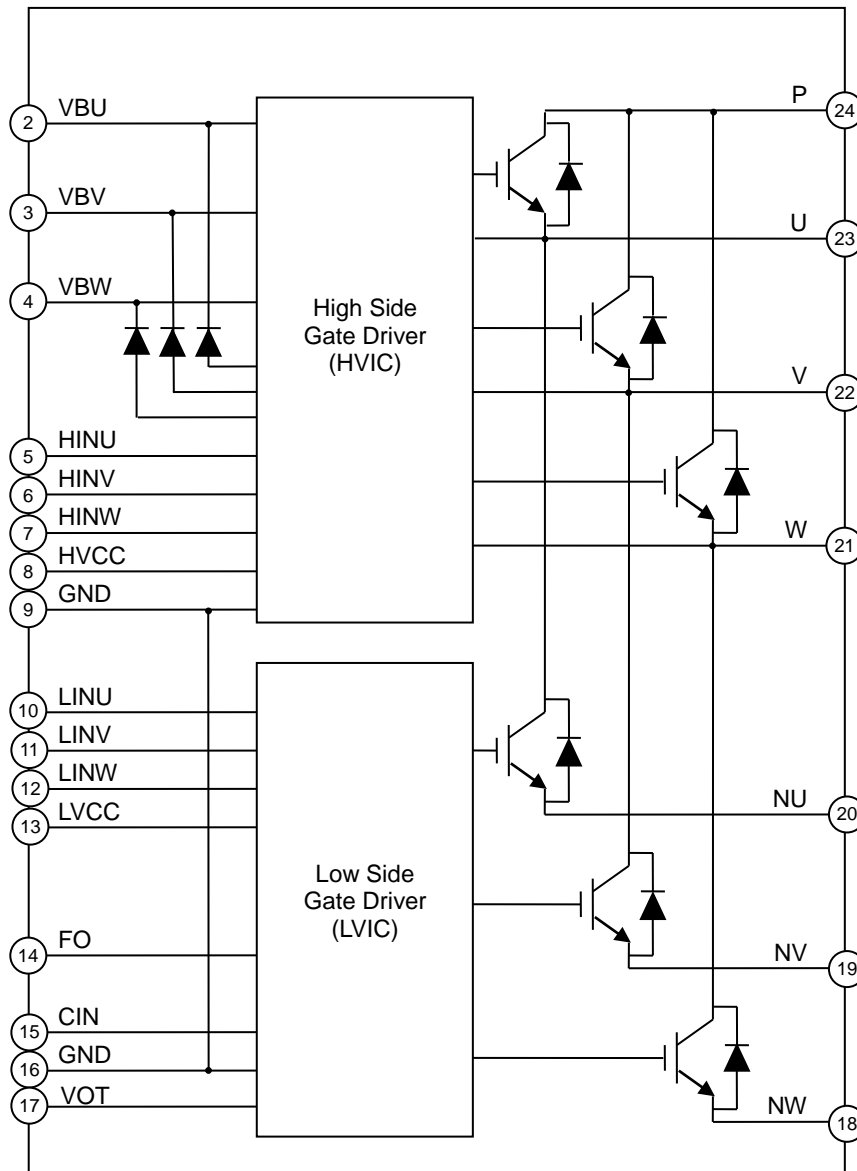 2 VBU
3 VBV
4 VBW
5 HINU
6 HINV
7 HINW
8 HVCC
9 GND
High Side
Gate Driver
(HVIC)
P 24
U 23
V 22
W 21
10 LINU
11 LINV
12 LINW
13 LVCC
14 FO
15 CIN
16 GND
17 VOT
Low Side
Gate Driver
(LVIC)
NU 20
NV 19
NW 18